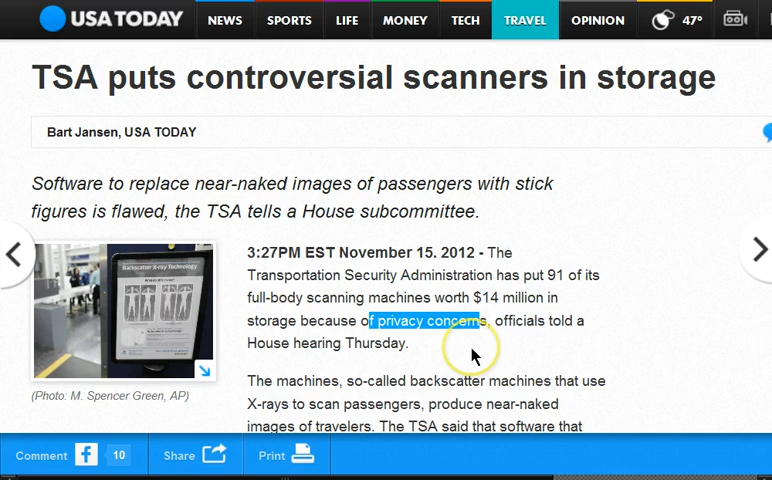 USA TODAY NEWS SPORTS LIFE MONEY TECH TRAVEL OPINION 47°
TSA puts controversial scanners in storage
Bart Jansen, USA TODAY
Software to replace near-naked images of passengers with stick
figures is flawed, the TSA tells a House subcommittee.
Backscatter X-ray Technology
(Photo: M. Spencer Green, AP)
3:27PM EST November 15. 2012 - The
Transportation Security Administration has put 91 of its
full-body scanning machines worth $14 million in
storage because of privacy concerns, officials told a
House hearing Thursday.
The machines, so-called backscatter machines that use
X-rays to scan passengers, produce near-naked
images of travelers. The TSA said that software that
Comment 10 Share Print